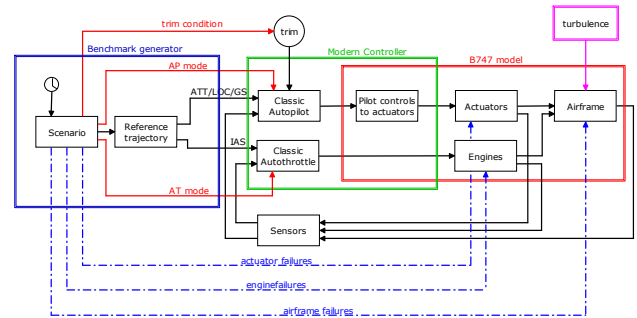 trim condition
trim
turbulence
Benchmark generator
Modern Controller
B747 model
AP mode
ATT/LOC/GS
Scenario
Reference
trajectory
Classic
Autopilot
Pilot controls
to actuators
Actuators
Airframe
IAS
Classic
Autothrottle
Engines
AT mode
Sensors
actuator failures
enginefailures
airframe failures